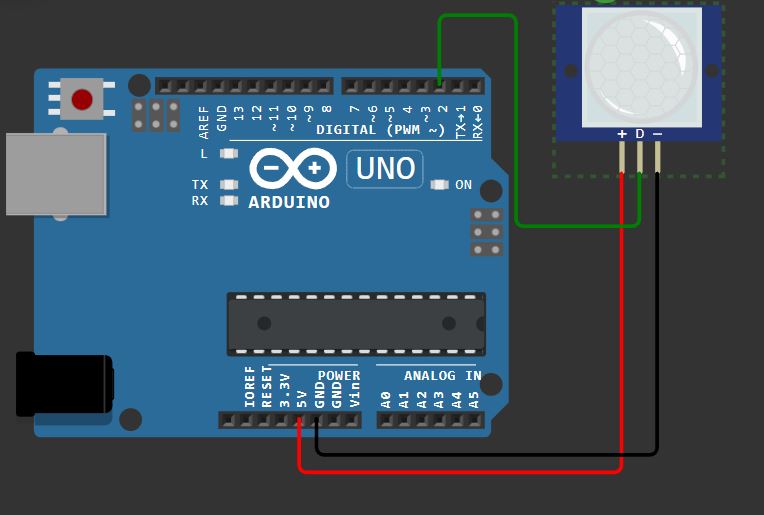 AREF
GND
13
12
~11
~10
~9
8
7
~6
~5
4
~3
2
TX→1
RX←0
DIGITAL (PWM ~)
+ D −
L
TX
RX
− +
UNO
ON
ARDUINO
IOREF
RESET
3.3V
5V
GND
GND
Vin
POWER
ANALOG IN
A0
A1
A2
A3
A4
A5